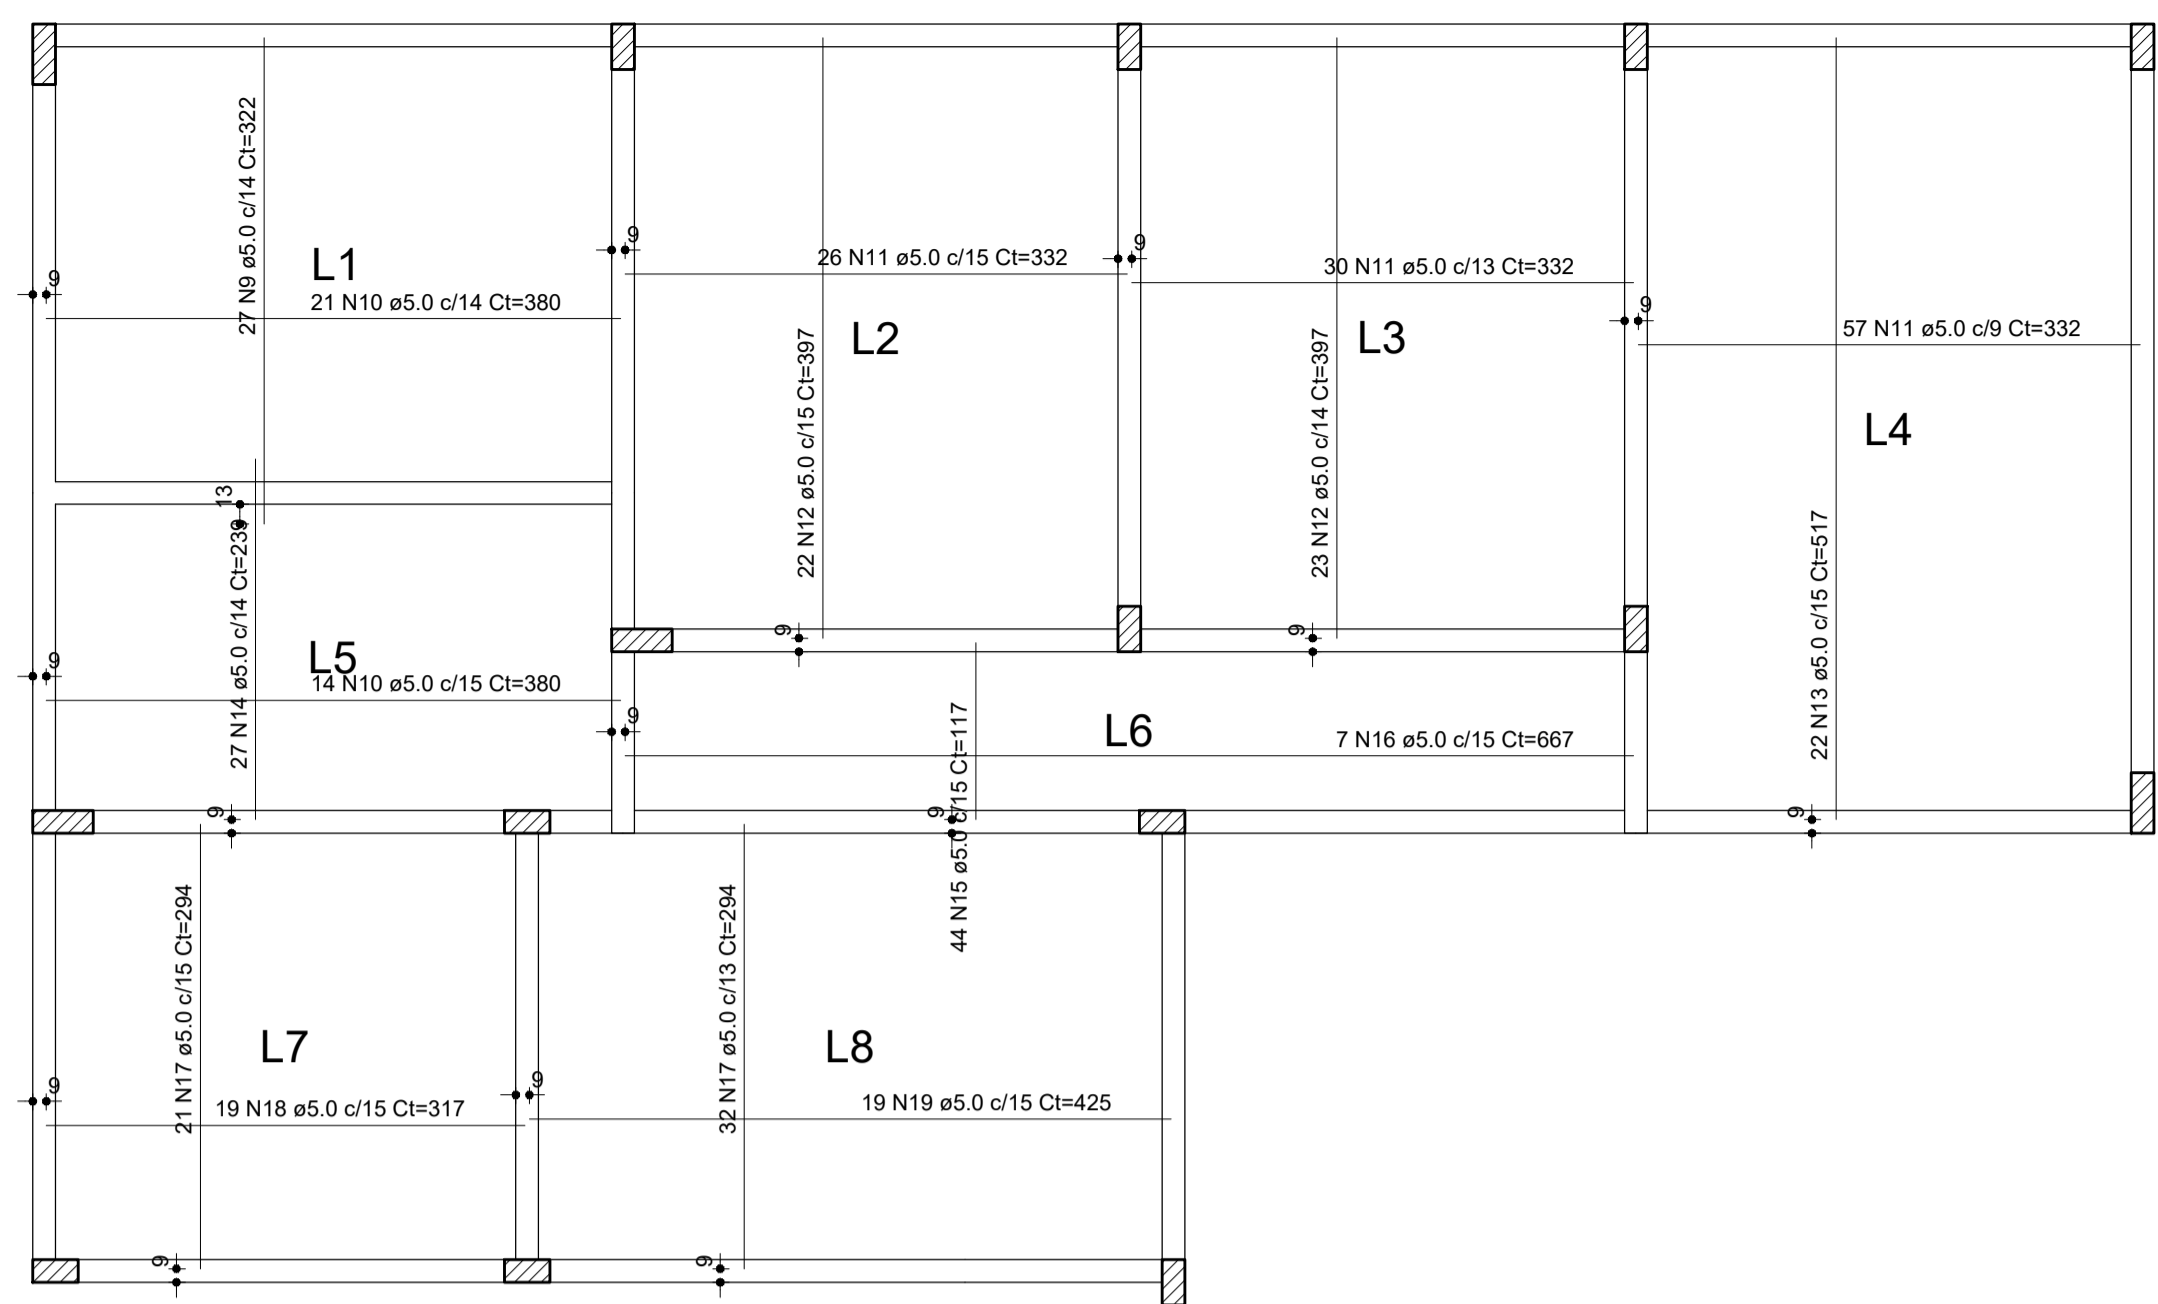 27 N9 ø5.0 c/14 Ct=322
L1
9
21 N10 ø5.0 c/14 Ct=380
9
26 N11 ø5.0 c/15 Ct=332
L2
22 N12 ø5.0 c/15 Ct=397
9
9
30 N11 ø5.0 c/13 Ct=332
L3
23 N12 ø5.0 c/14 Ct=397
9
9
57 N11 ø5.0 c/9 Ct=332
L4
22 N13 ø5.0 c/15 Ct=517
9
13
27 N14 ø5.0 c/14 Ct=239
L5
9
14 N10 ø5.0 c/15 Ct=380
9
9
L6
7 N16 ø5.0 c/15 Ct=667
44 N15 ø5.0 c/15 Ct=117
9
21 N17 ø5.0 c/15 Ct=294
L7
9
19 N18 ø5.0 c/15 Ct=317
9
32 N17 ø5.0 c/13 Ct=294
L8
9
19 N19 ø5.0 c/15 Ct=425
9